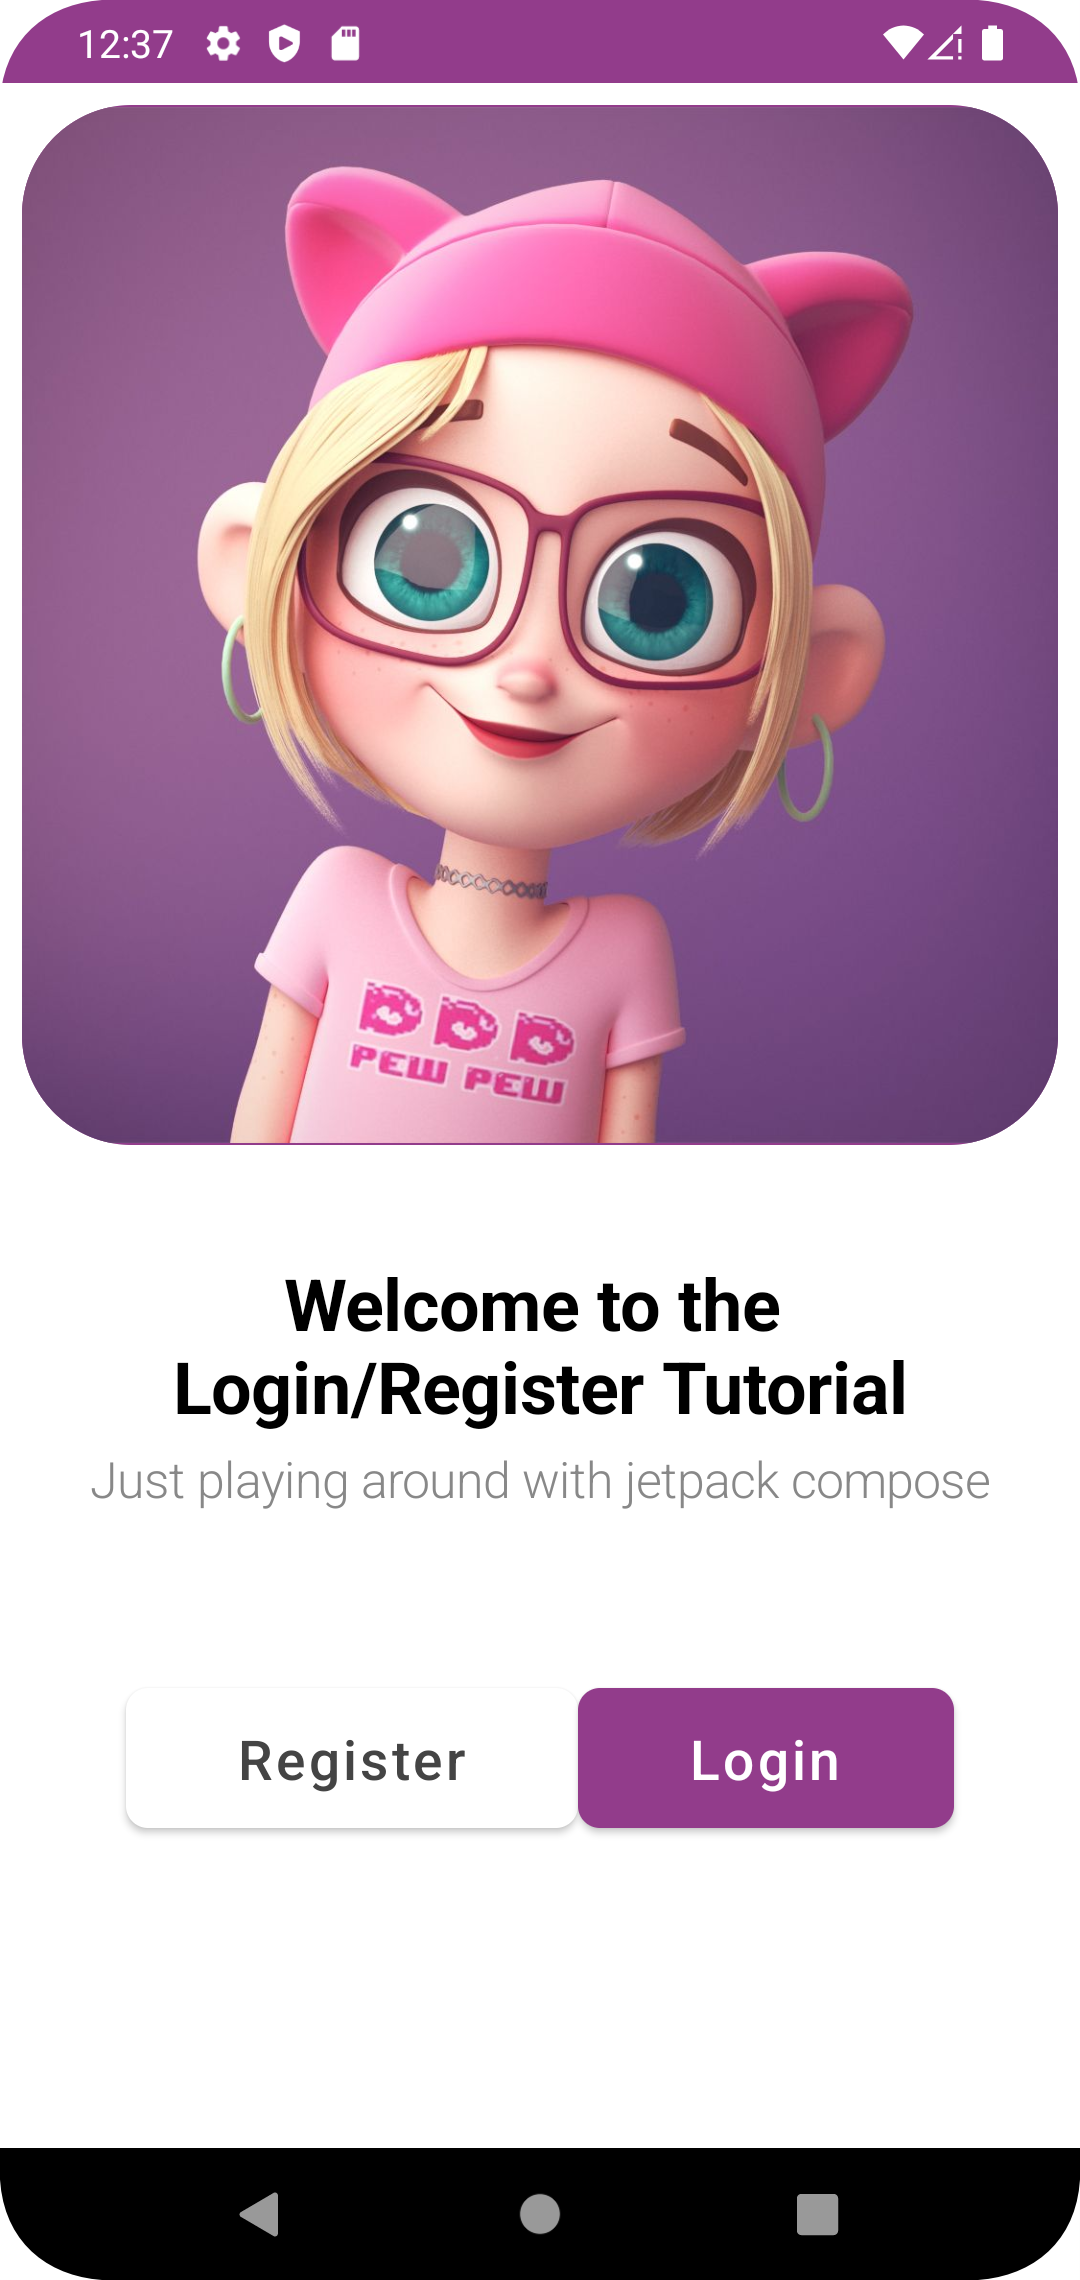 12:37
PEW PEW
Welcome to the
Login/Register Tutorial
Just playing around with jetpack compose
Register
Login